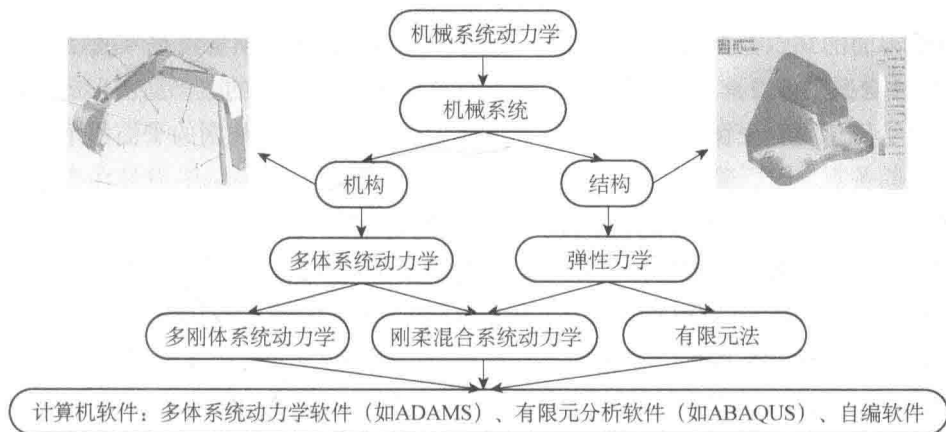 机械系统动力学
机械系统
机构
结构
多体系统动力学
弹性力学
多刚体系统动力学
刚柔混合系统动力学
有限元法
计算机软件：多体系统动力学软件（如ADAMS）、有限元分析软件（如ABAQUS）、自编软件